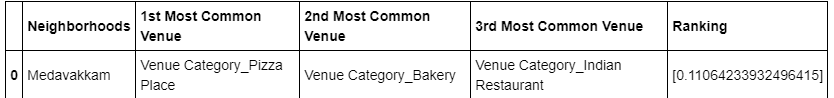 Neighborhoods 1st Most Common Venue 2nd Most Common Venue 3rd Most Common Venue Ranking
0 Medavakkam Venue Category_Pizza Place Venue Category_Bakery Venue Category_Indian Restaurant [0.11064233932496415]